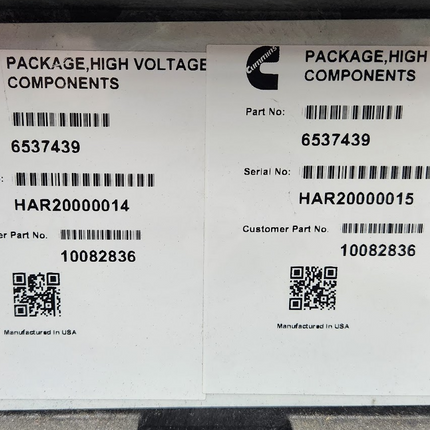 PACKAGE,HIGH VOLTAGE
COMPONENTS
6537439
:
HAR20000014
er Part No.
10082836
Manufactured In USA
Cummins
PACKAGE,HIGH
COMPONENTS
Part No:
6537439
Serial No:
HAR20000015
Customer Part No.
10082836
Manufactured In USA